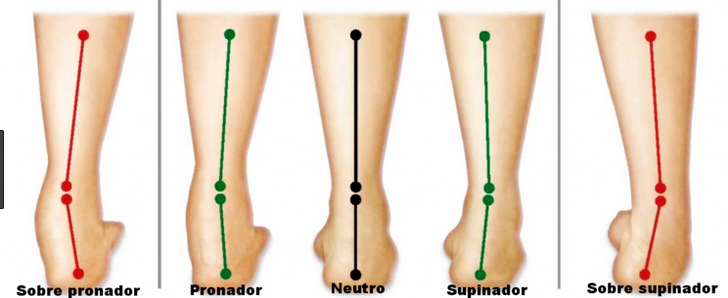 Sobre pronador
Pronador
Neutro
Supinador
Sobre supinador